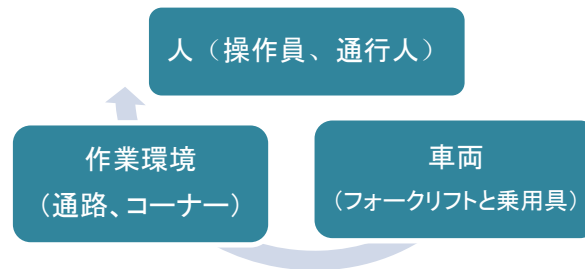 人（操作員、通行人）
作業環境
（通路、コーナー）
車両
（フォークリフトと乗用具）